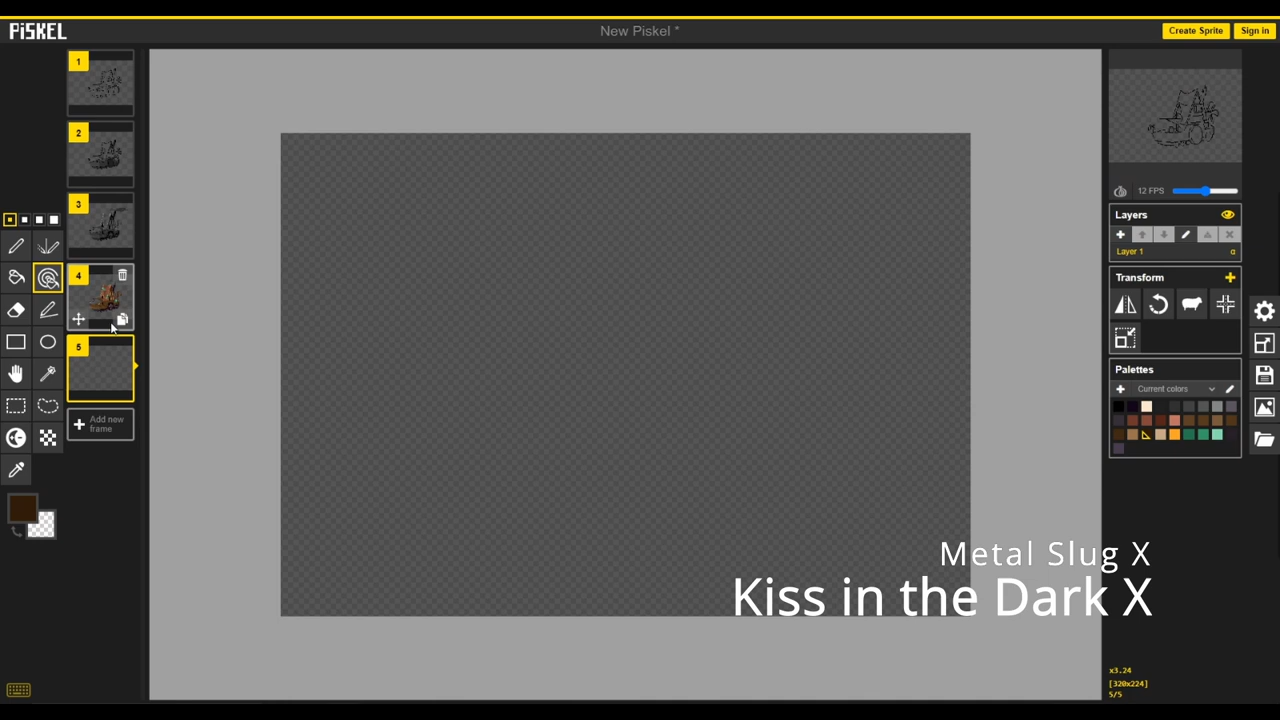 PiSKEL
New Piskel *
Create Sprite
Sign in
1
2
3
4
5
Add new
frame
12 FPS
Layers
Layer 1
α
Transform
Palettes
Current colors
Metal Slug X
Kiss in the Dark X
x3.24
[320x224]
5/5